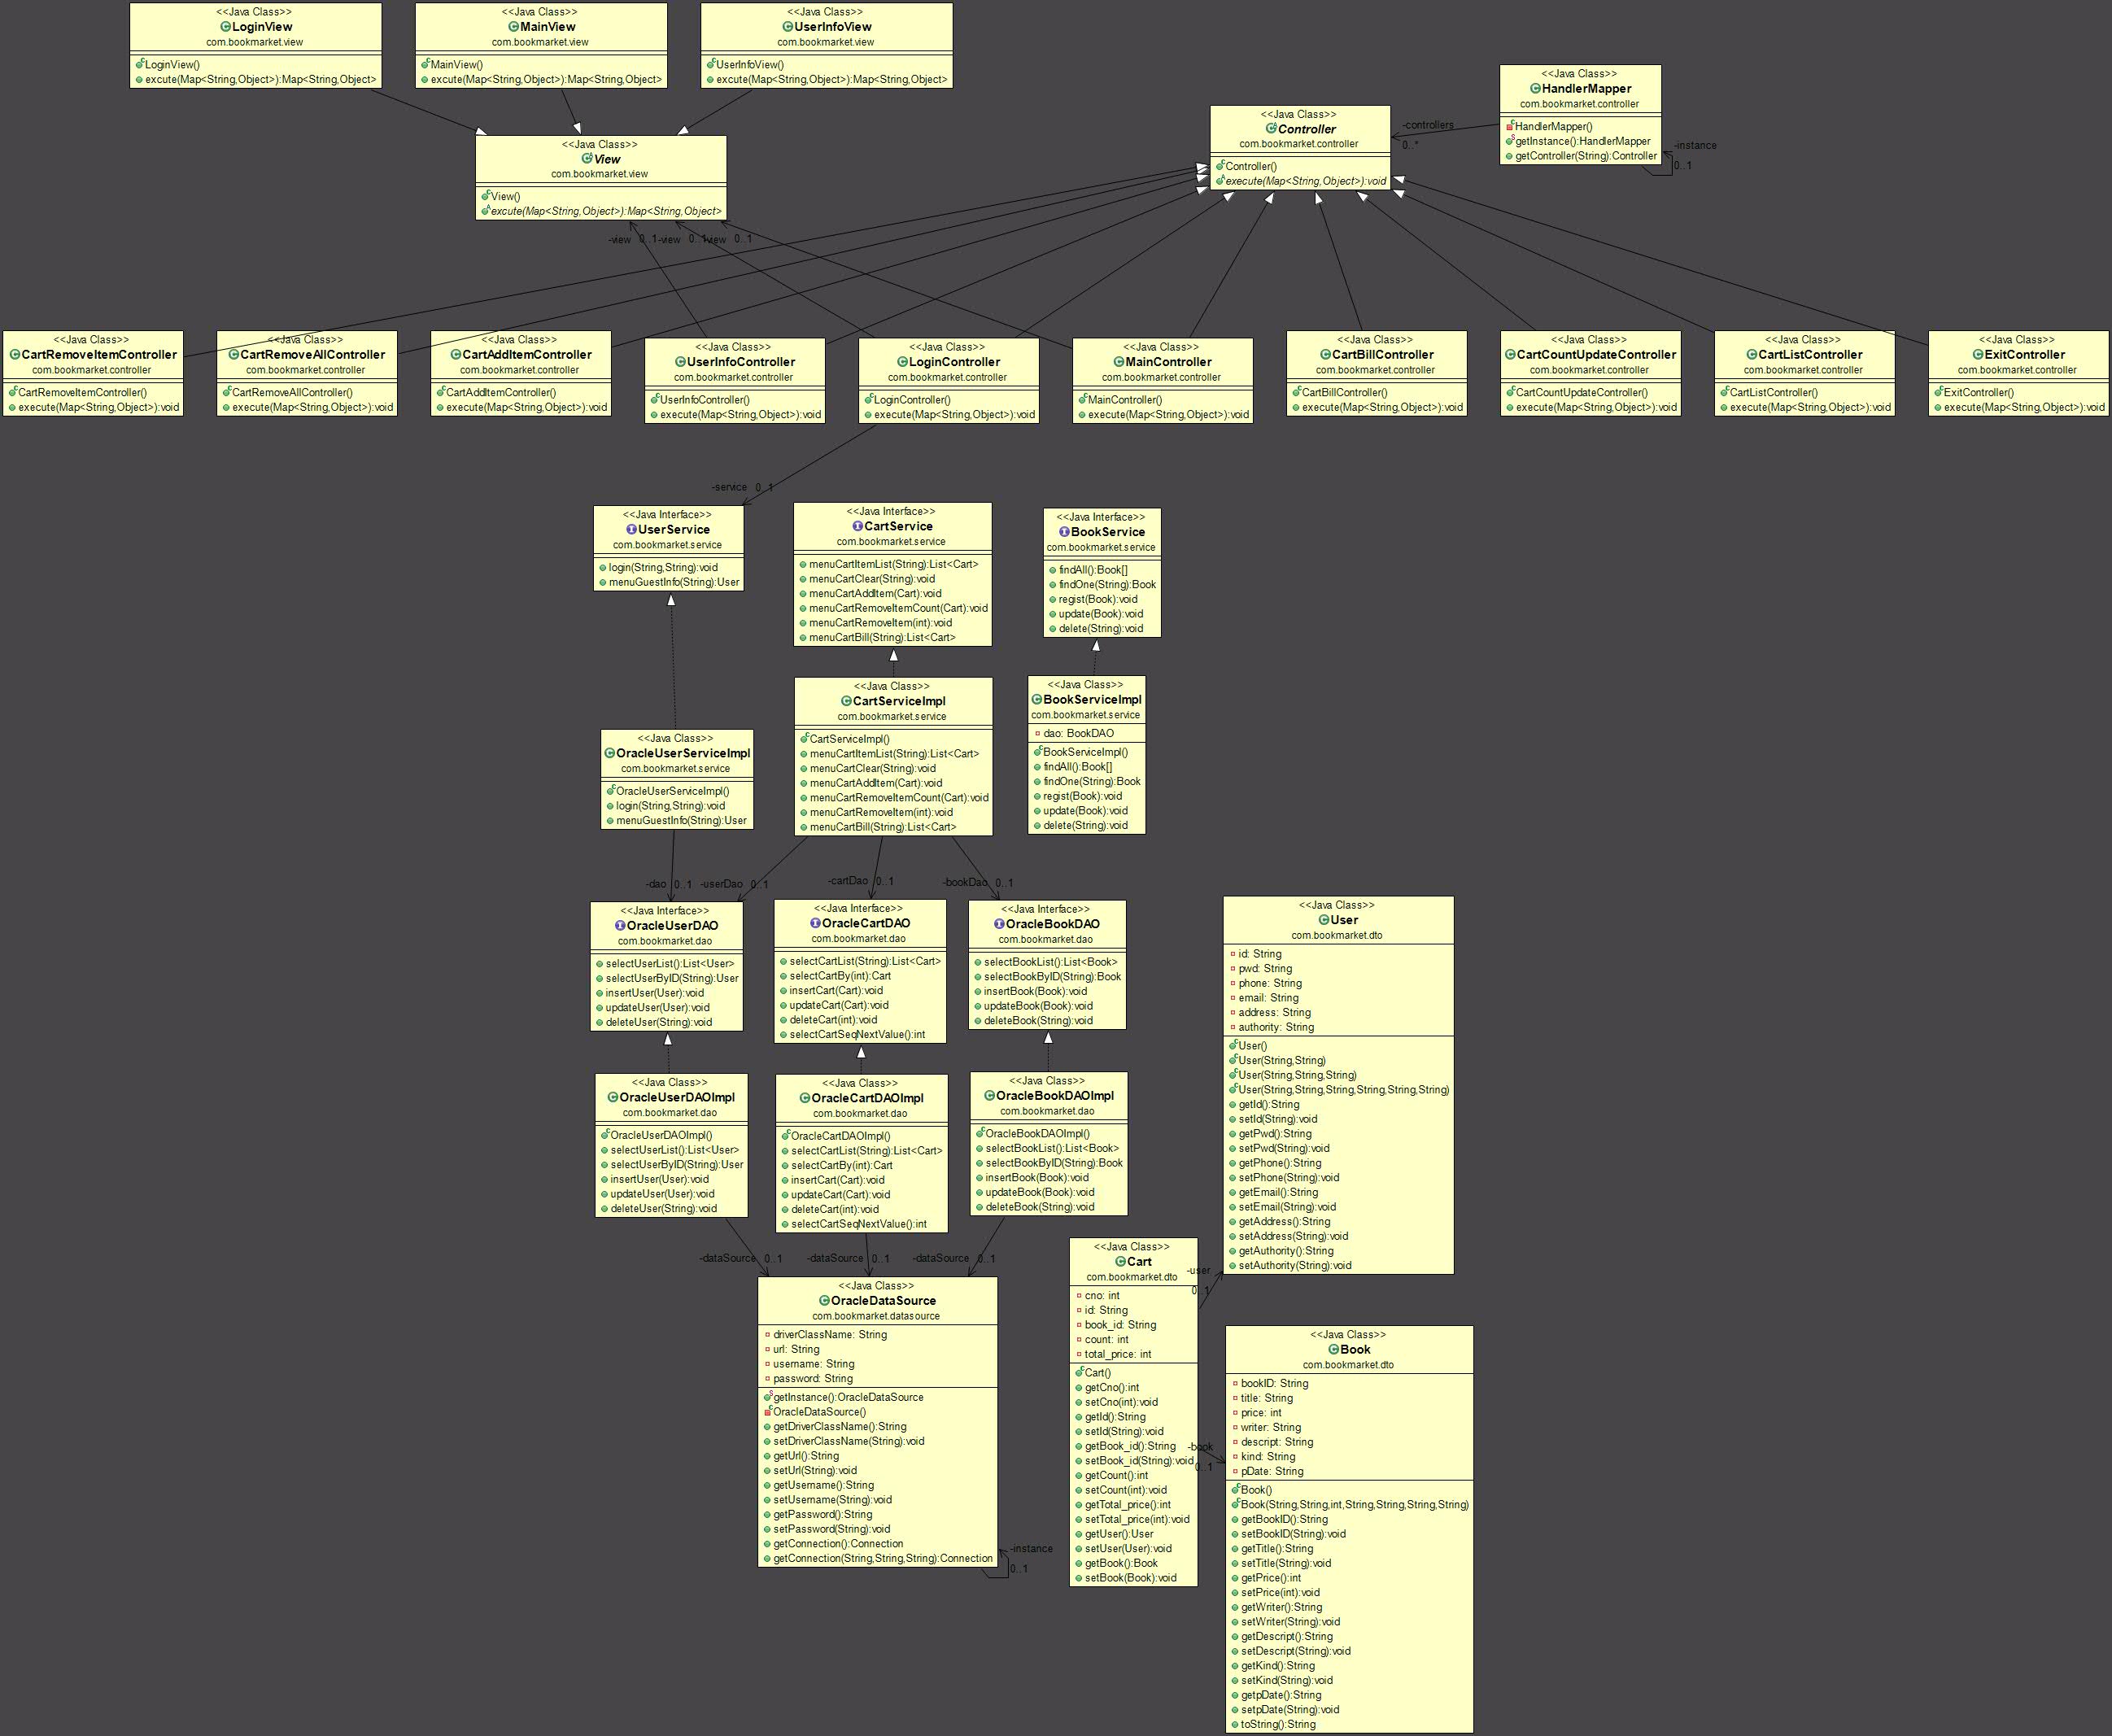 <<Java Class>>
LoginView
com.bookmarket.view
LoginView()
excute(Map<String,Object>):Map<String,Object>
<<Java Class>>
MainView
com.bookmarket.view
MainView()
excute(Map<String,Object>):Map<String,Object>
<<Java Class>>
UserInfoView
com.bookmarket.view
UserInfoView()
excute(Map<String,Object>):Map<String,Object>
<<Java Class>>
View
com.bookmarket.view
View()
excute(Map<String,Object>):Map<String,Object>
<<Java Class>>
HandlerMapper
com.bookmarket.controller
HandlerMapper()
getInstance():HandlerMapper
getController(String):Controller
-instance
0..1
-controllers
0..*
<<Java Class>>
Controller
com.bookmarket.controller
Controller()
execute(Map<String,Object>):void
-view 0..1
-view 0..1
-view 0..1
<<Java Class>>
CartRemoveItemController
com.bookmarket.controller
CartRemoveItemController()
execute(Map<String,Object>):void
<<Java Class>>
CartRemoveAllController
com.bookmarket.controller
CartRemoveAllController()
execute(Map<String,Object>):void
<<Java Class>>
CartAddItemController
com.bookmarket.controller
CartAddItemController()
execute(Map<String,Object>):void
<<Java Class>>
UserInfoController
com.bookmarket.controller
UserInfoController()
execute(Map<String,Object>):void
<<Java Class>>
LoginController
com.bookmarket.controller
LoginController()
execute(Map<String,Object>):void
<<Java Class>>
MainController
com.bookmarket.controller
MainController()
execute(Map<String,Object>):void
<<Java Class>>
CartBillController
com.bookmarket.controller
CartBillController()
execute(Map<String,Object>):void
<<Java Class>>
CartCountUpdateController
com.bookmarket.controller
CartCountUpdateController()
execute(Map<String,Object>):void
<<Java Class>>
CartListController
com.bookmarket.controller
CartListController()
execute(Map<String,Object>):void
<<Java Class>>
ExitController
com.bookmarket.controller
ExitController()
execute(Map<String,Object>):void
-service 0..1
<<Java Interface>>
UserService
com.bookmarket.service
login(String,String):void
menuGuestInfo(String):User
<<Java Interface>>
CartService
com.bookmarket.service
menuCartItemList(String):List<Cart>
menuCartClear(String):void
menuCartAddItem(Cart):void
menuCartRemoveItemCount(Cart):void
menuCartRemoveItem(int):void
menuCartBill(String):List<Cart>
<<Java Interface>>
BookService
com.bookmarket.service
findAll():Book[]
findOne(String):Book
regist(Book):void
update(Book):void
delete(String):void
<<Java Class>>
OracleUserServiceImpl
com.bookmarket.service
OracleUserServiceImpl()
login(String,String):void
menuGuestInfo(String):User
<<Java Class>>
CartServiceImpl
com.bookmarket.service
CartServiceImpl()
menuCartItemList(String):List<Cart>
menuCartClear(String):void
menuCartAddItem(Cart):void
menuCartRemoveItemCount(Cart):void
menuCartRemoveItem(int):void
menuCartBill(String):List<Cart>
<<Java Class>>
BookServiceImpl
com.bookmarket.service
dao: BookDAO
BookServiceImpl()
findAll():Book[]
findOne(String):Book
regist(Book):void
update(Book):void
delete(String):void
-dao 0..1
-userDao 0..1
-cartDao 0..1
-bookDao 0..1
<<Java Interface>>
OracleUserDAO
com.bookmarket.dao
selectUserList():List<User>
selectUserByID(String):User
insertUser(User):void
updateUser(User):void
deleteUser(String):void
<<Java Interface>>
OracleCartDAO
com.bookmarket.dao
selectCartList(String):List<Cart>
selectCartBy(int):Cart
insertCart(Cart):void
updateCart(Cart):void
deleteCart(int):void
selectCartSeqNextValue():int
<<Java Interface>>
OracleBookDAO
com.bookmarket.dao
selectBookList():List<Book>
selectBookByID(String):Book
insertBook(Book):void
updateBook(Book):void
deleteBook(String):void
<<Java Class>>
User
com.bookmarket.dto
id: String
pwd: String
phone: String
email: String
address: String
authority: String
User()
User(String,String)
User(String,String,String)
User(String,String,String,String,String,String)
getId():String
setId(String):void
getPwd():String
setPwd(String):void
getPhone():String
setPhone(String):void
getEmail():String
setEmail(String):void
getAddress():String
setAddress(String):void
getAuthority():String
setAuthority(String):void
<<Java Class>>
OracleUserDAOImpl
com.bookmarket.dao
OracleUserDAOImpl()
selectUserList():List<User>
selectUserByID(String):User
insertUser(User):void
updateUser(User):void
deleteUser(String):void
<<Java Class>>
OracleCartDAOImpl
com.bookmarket.dao
OracleCartDAOImpl()
selectCartList(String):List<Cart>
selectCartBy(int):Cart
insertCart(Cart):void
updateCart(Cart):void
deleteCart(int):void
selectCartSeqNextValue():int
<<Java Class>>
OracleBookDAOImpl
com.bookmarket.dao
OracleBookDAOImpl()
selectBookList():List<Book>
selectBookByID(String):Book
insertBook(Book):void
updateBook(Book):void
deleteBook(String):void
-dataSource 0..1
-dataSource 0..1
-dataSource 0..1
<<Java Class>>
OracleDataSource
com.bookmarket.datasource
driverClassName: String
url: String
username: String
password: String
getInstance():OracleDataSource
OracleDataSource()
getDriverClassName():String
setDriverClassName(String):void
getUrl():String
setUrl(String):void
getUsername():String
setUsername(String):void
getPassword():String
setPassword(String):void
getConnection():Connection
getConnection(String,String,String):Connection
-instance
0..1
<<Java Class>>
Cart
com.bookmarket.dto
cno: int
id: String
book_id: String
count: int
total_price: int
Cart()
getCno():int
setCno(int):void
getId():String
setId(String):void
getBook_id():String
setBook_id(String):void
getCount():int
setCount(int):void
getTotal_price():int
setTotal_price(int):void
getUser():User
setUser(User):void
getBook():Book
setBook(Book):void
-user
0..1
-book
0..1
<<Java Class>>
Book
com.bookmarket.dto
bookID: String
title: String
price: int
writer: String
descript: String
kind: String
pDate: String
Book()
Book(String,String,int,String,String,String,String)
getBookID():String
setBookID(String):void
getTitle():String
setTitle(String):void
getPrice():int
setPrice(int):void
getWriter():String
setWriter(String):void
getDescript():String
setDescript(String):void
getKind():String
setKind(String):void
getpDate():String
setpDate(String):void
toString():String